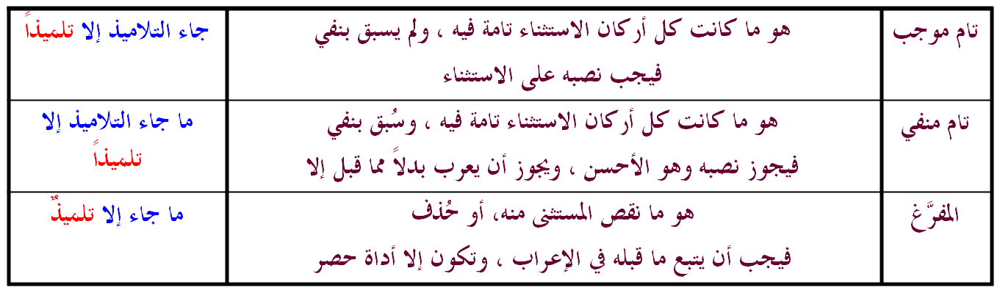 تام موجب
هو ما كانت كل أركان الاستثناء تامة فيه ، ولم يسبق بنفي
فيجب نصبه على الاستثناء
جاء التلاميذ إلا تلميذاً
تام منفي
هو ما كانت كل أركان الاستثناء تامة فيه ، وسُبق بنفي
فيجوز نصبه وهو الأحسن ، ويجوز أن يعرب بدلاً مما قبل إلا
ما جاء التلاميذ إلا
تلميذاً
المفرَّغ
هو ما نقص المستثنى منه، أو حُذف
فيجب أن يتبع ما قبله في الإعراب ، وتكون إلا أداة حصر
ما جاء إلا تلميذٌ